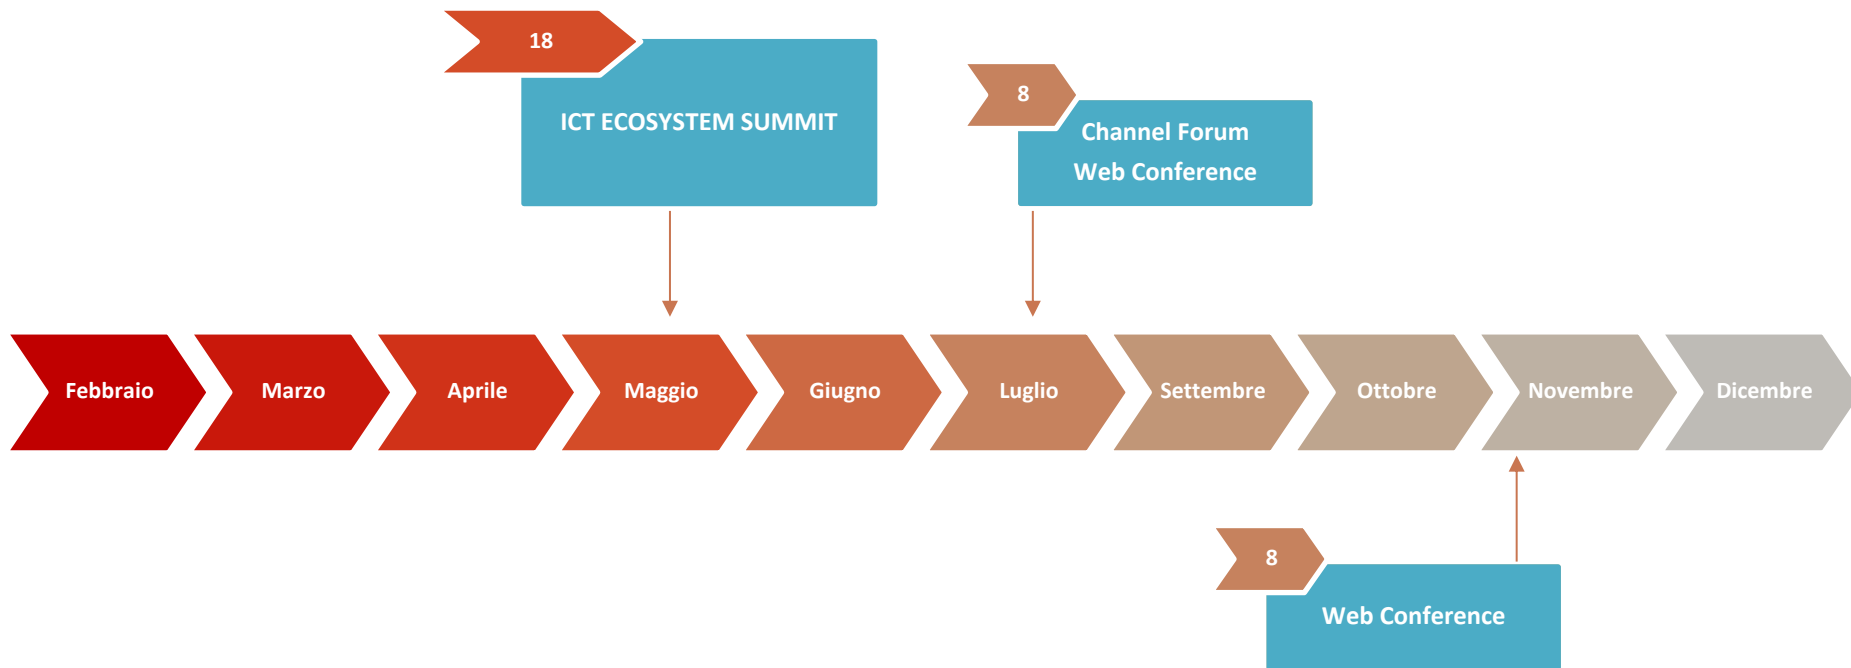 18
ICT ECOSYSTEM SUMMIT
8
Channel Forum
Web Conference
Febbraio
Marzo
Aprile
Maggio
Giugno
Luglio
Settembre
Ottobre
Novembre
Dicembre
8
Web Conference